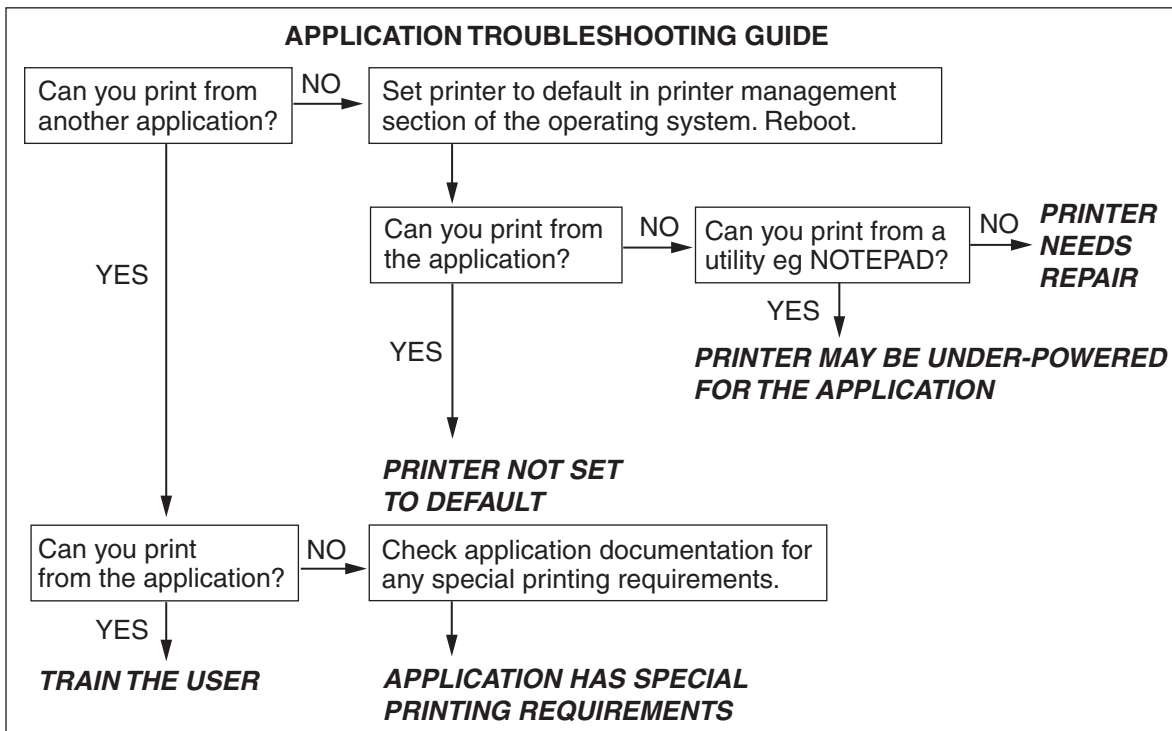 APPLICATION TROUBLESHOOTING GUIDE
Can you print from
another application?
NO
Set printer to default in printer management
section of the operating system. Reboot.
YES
Can you print from
the application?
NO
Can you print from a
utility eg NOTEPAD?
NO
PRINTER
NEEDS
REPAIR
YES
YES
PRINTER MAY BE UNDER-POWERED
FOR THE APPLICATION
PRINTER NOT SET
TO DEFAULT
Can you print
from the application?
NO
Check application documentation for
any special printing requirements.
YES
TRAIN THE USER
APPLICATION HAS SPECIAL
PRINTING REQUIREMENTS